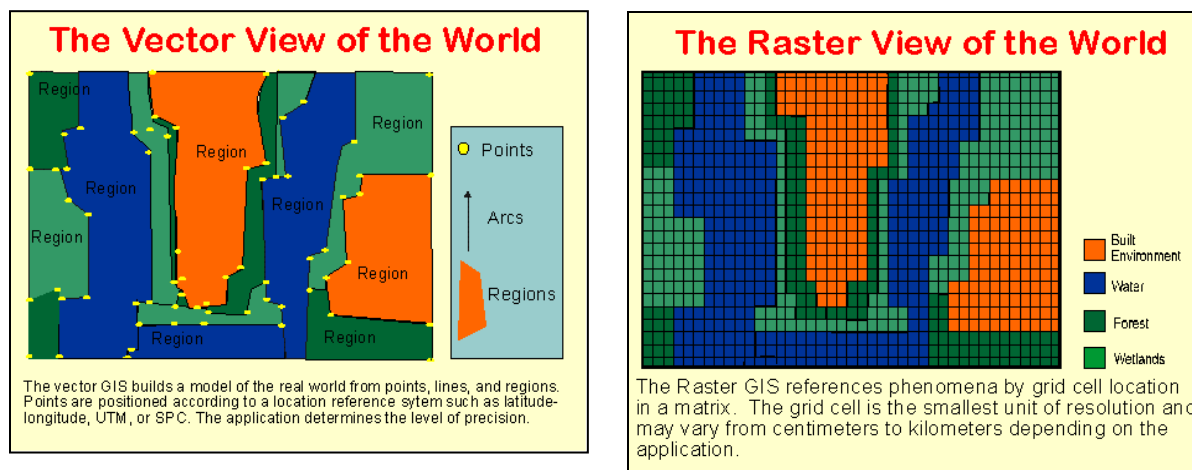 The Vector View of the World
Region
Region
Region
Region
Region
Region
Region
Region
Points
Arcs
Regions
The vector GIS builds a model of the real world from points, lines, and regions.
Points are positioned according to a location reference sytem such as latitude-
longitude, UTM, or SPC. The application determines the level of precision.
The Raster View of the World
Built
Environment
Water
Forest
Wetlands
The Raster GIS references phenomena by grid cell location
in a matrix. The grid cell is the smallest unit of resolution and
may vary from centimeters to kilometers depending on the
application.